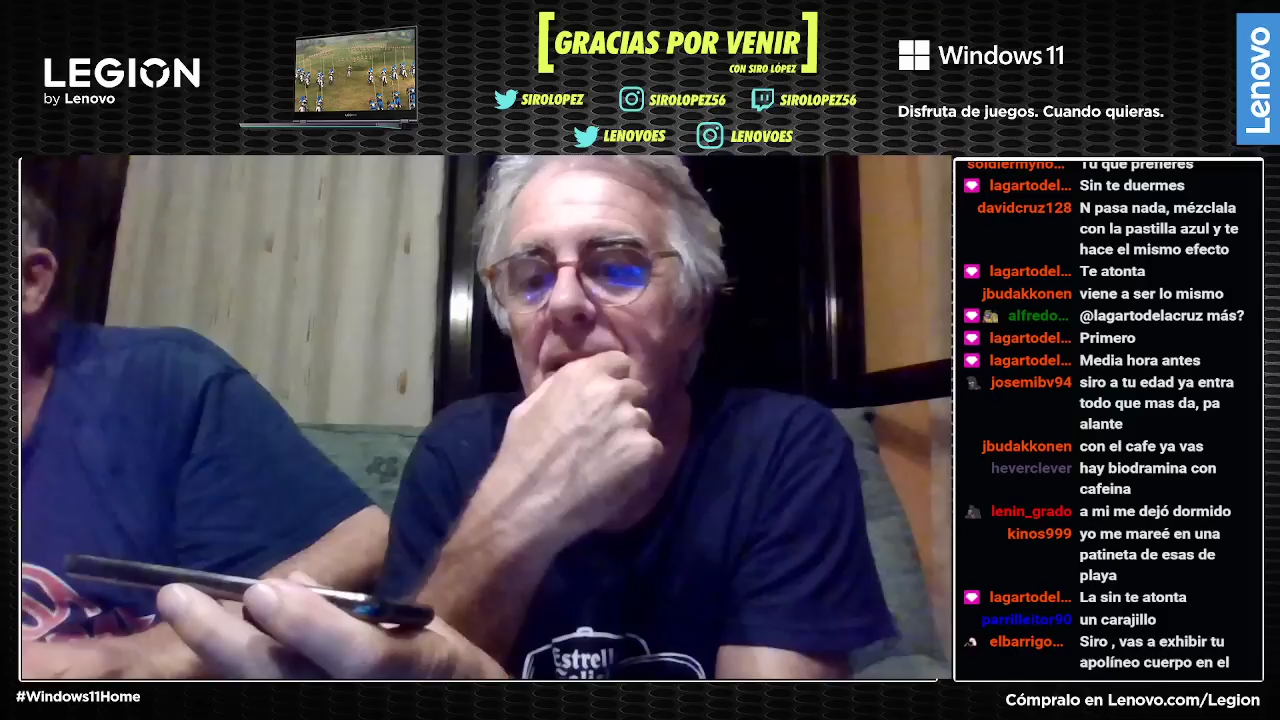 LEGION
by Lenovo
GRACIAS POR VENIR
CON SIRO LÓPEZ
SIROLOPEZ
SIROLOPEZ56
SIROLOPEZ56
LENOVOES
LENOVOES
Windows 11
Disfruta de juegos. Cuando quieras.
Lenovo
soldiermyho... Tu que prefieres
lagartodel... Sin te duermes
davidcruz128 N pasa nada, mézclala
con la pastilla azul y te
hace el mismo efecto
lagartodel... Te atonta
jbudakkonen viene a ser lo mismo
alfredo... @lagartodelacruz más?
lagartodel... Primero
lagartodel... Media hora antes
josemibv94 siro a tu edad ya entra
todo que mas da, pa
alante
jbudakkonen con el cafe ya vas
heverclever hay biodramina con
cafeina
lenin_grado a mi me dejó dormido
kinos999 yo me mareé en una
patineta de esas de
playa
lagartodel... La sin te atonta
parrilleitor90 un carajillo
elbarrigo... Siro , vas a exhibir tu
apolíneo cuerpo en el
Estrell
#Windows11Home
Cómpralo en Lenovo.com/Legion